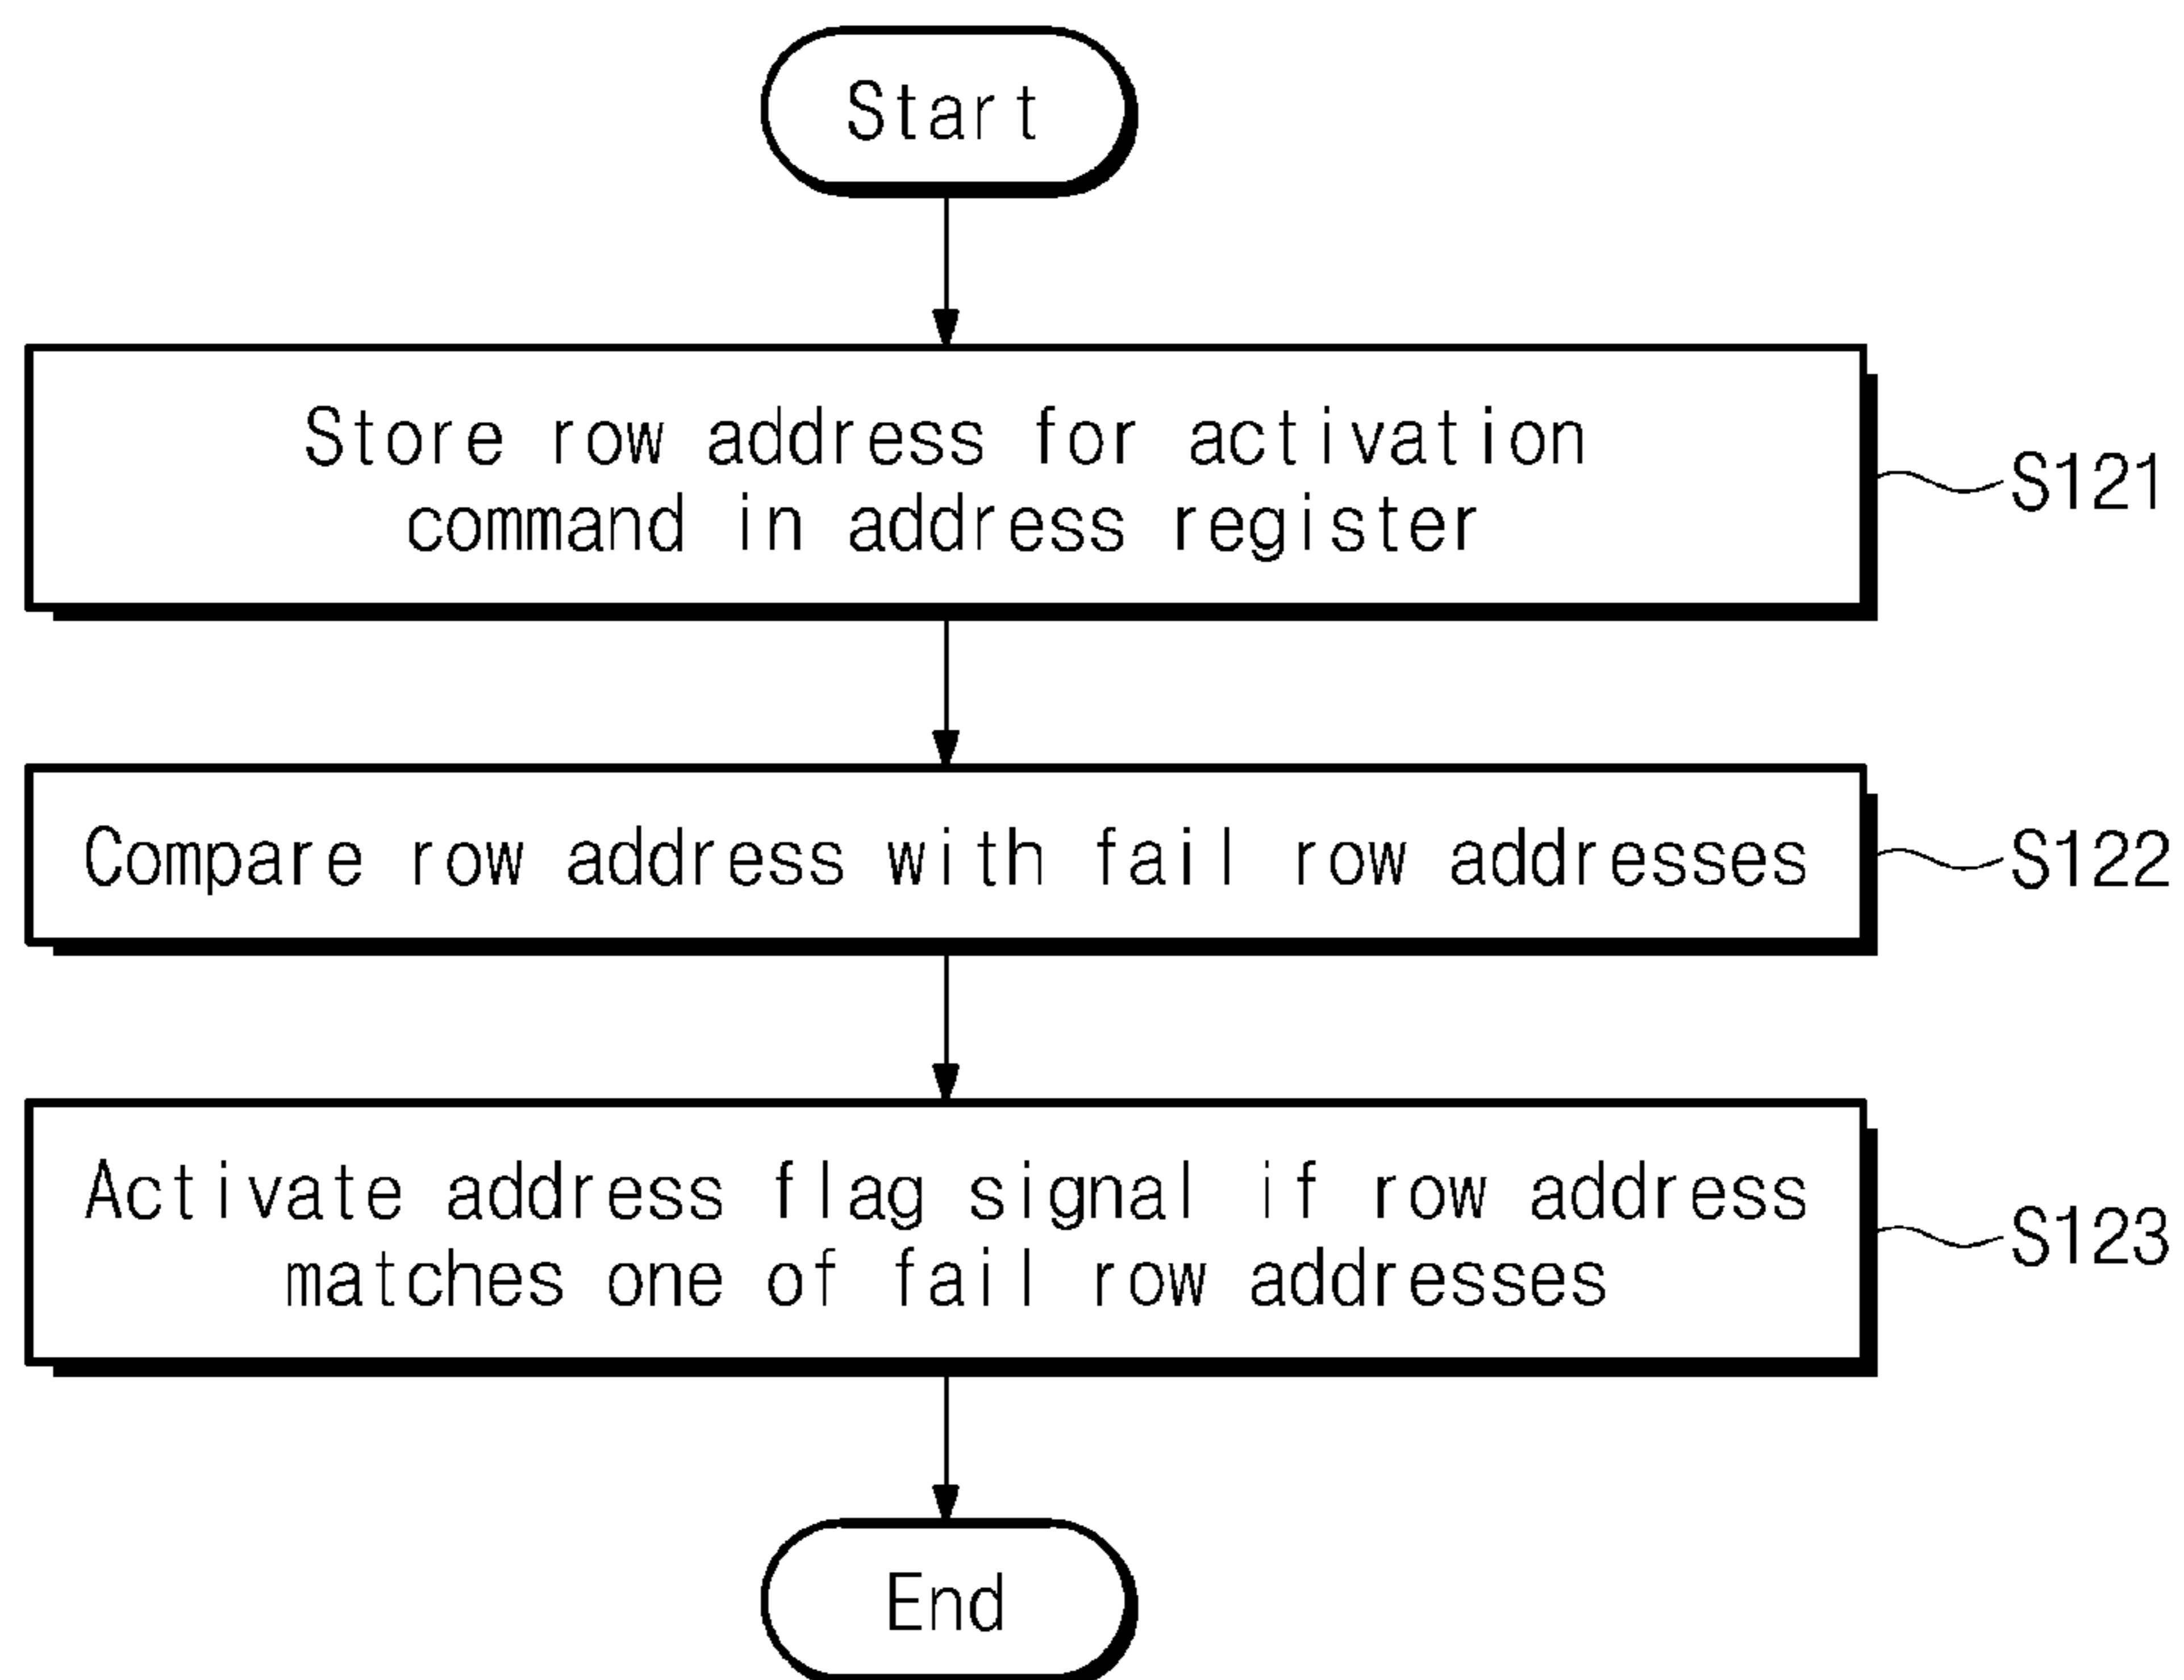 Start
Store row address for activation
command in address register
S121
Compare row address with fail row addresses
S122
Activate address flag signal if row address
matches one of fail row addresses
S123
End